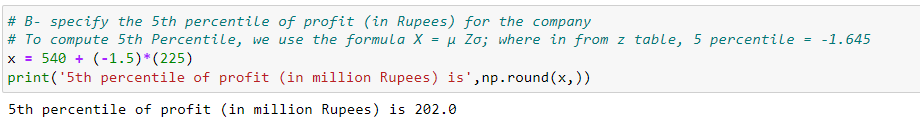 # B- specify the 5th percentile of profit (in Rupees) for the company
# To compute 5th Percentile, we use the formula X = μ Zσ; where in from z table, 5 percentile = -1.645
x = 540 + (-1.5)*(225)
print('5th percentile of profit (in million Rupees) is',np.round(x,))
5th percentile of profit (in million Rupees) is 202.0